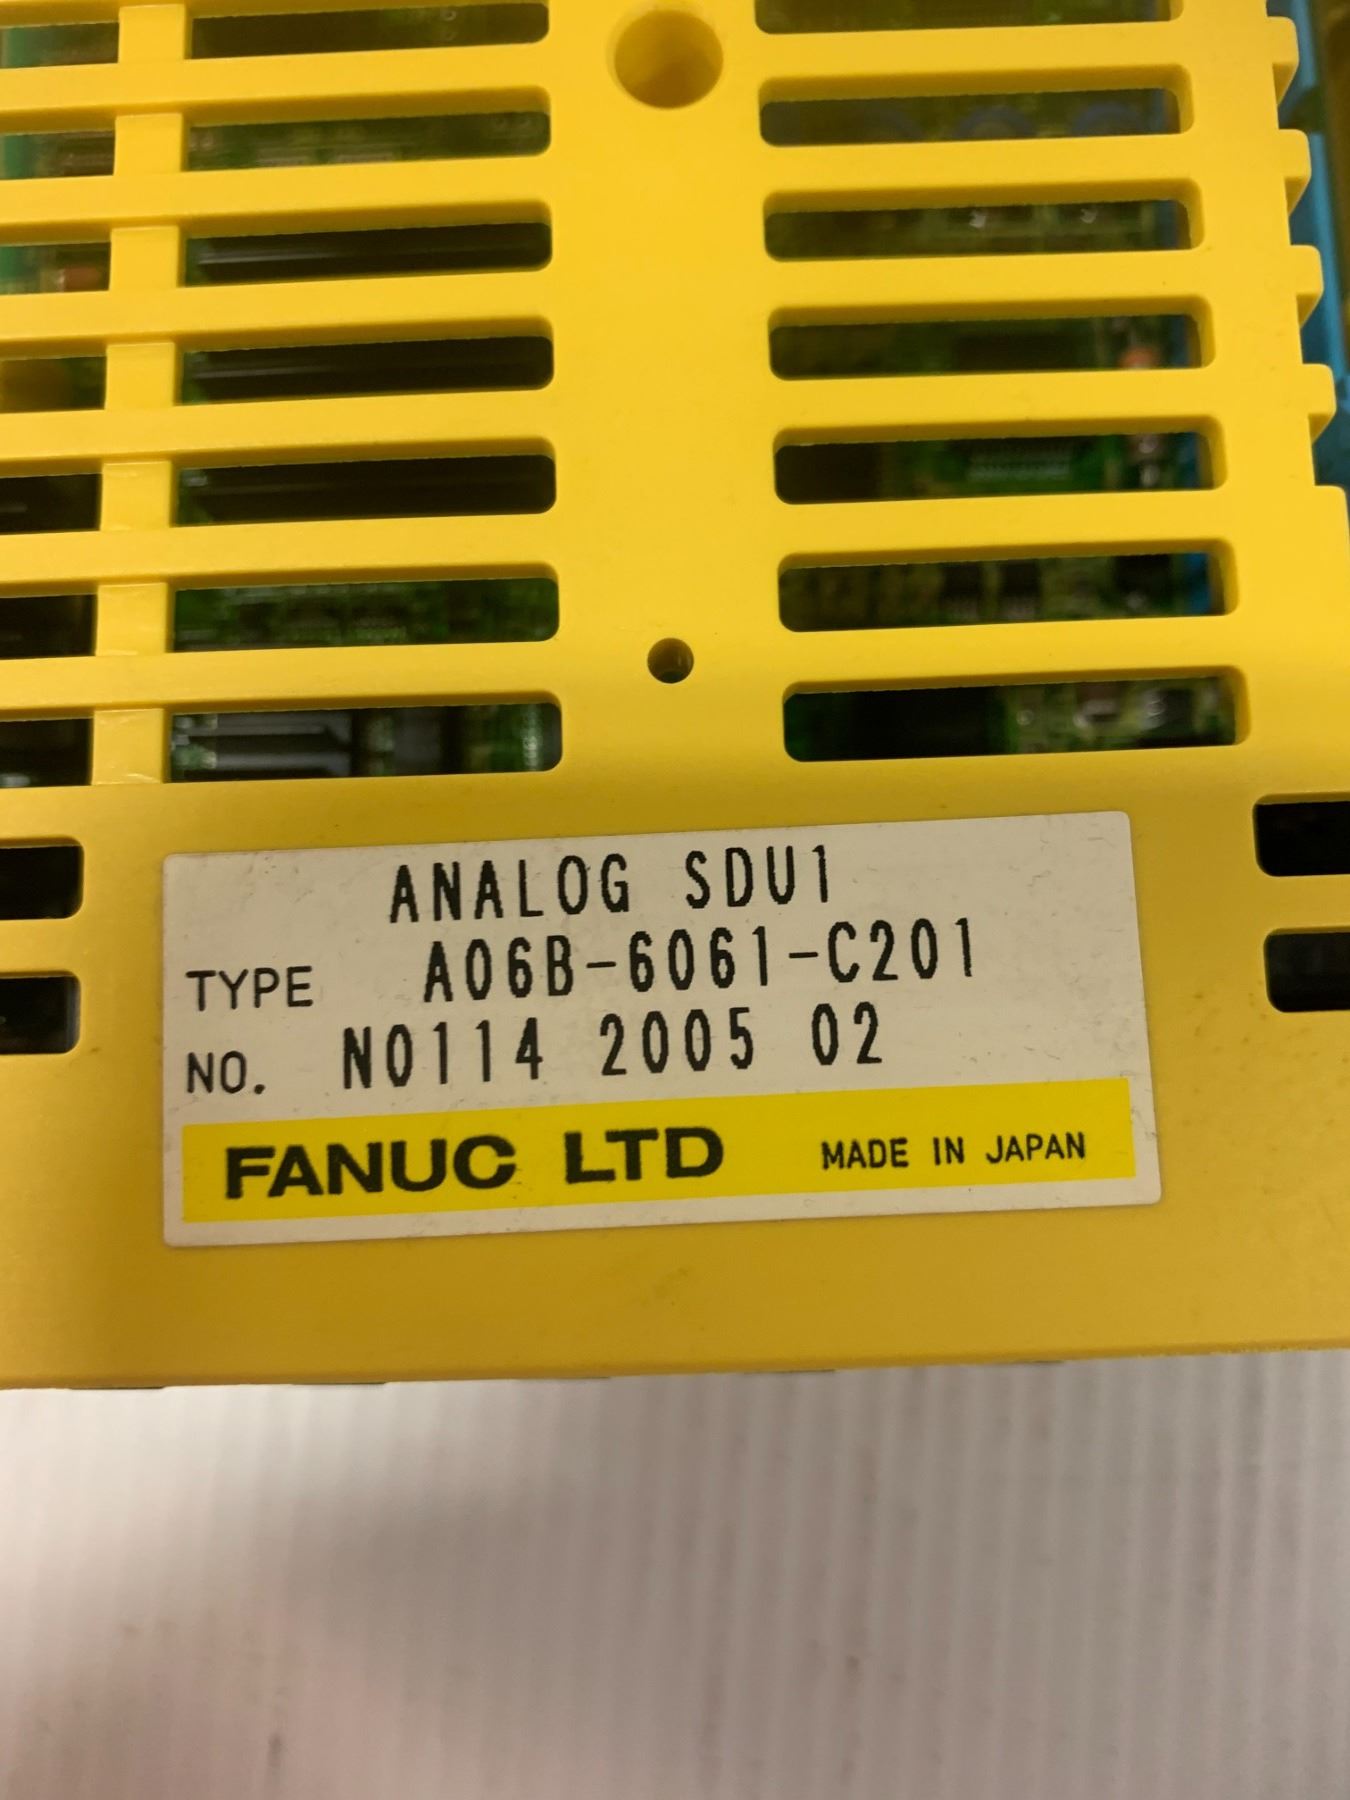 ANALOG SDU1
TYPE A06B-6061-C201
NO. N0114 2005 02
FANUC LTD MADE IN JAPAN